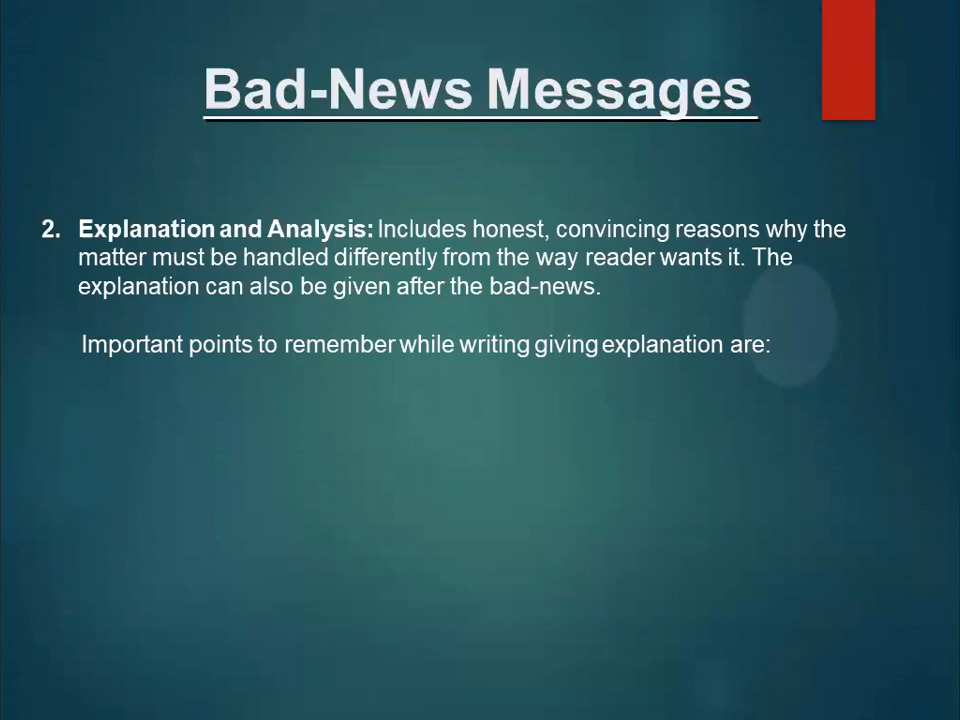 Bad-News Messages
2. Explanation and Analysis: Includes honest, convincing reasons why the
matter must be handled differently from the way reader wants it. The
explanation can also be given after the bad-news.
Important points to remember while writing giving explanation are: